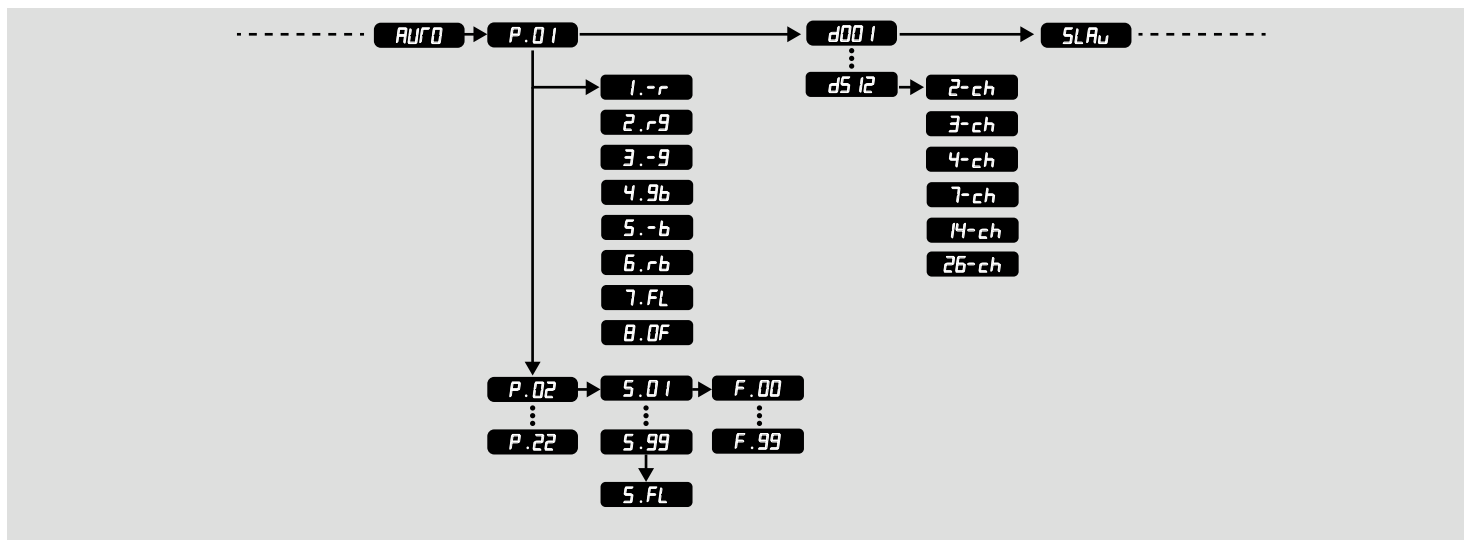 AUTO P.01 d001 SLAv
d512 2-ch
1.-r
3-ch
2.rg
4-ch
3.-g
7-ch
4.gb
14-ch
5.-b
26-ch
6.rb
7.FL
8.OF
P.02 S.01 F.00
P.22 S.99 F.99
S.FL